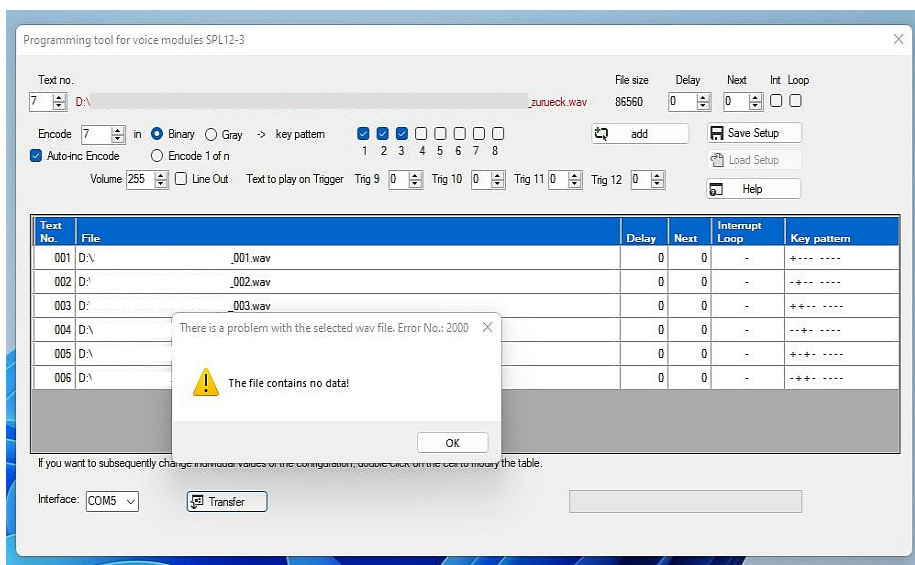 Programming tool for voice modules SPL12-3
Text no. File size Delay Next Int Loop
7 D:\ _zurueck.wav 86560 0 0
Encode 7 in Binary Gray -> key pattern add Save Setup
Auto-inc Encode Encode 1 of n 1 2 3 4 5 6 7 8 Load Setup
Volume 255 Line Out Text to play on Trigger Trig 9 0 Trig 10 0 Trig 11 0 Trig 12 0
Help
Text No. File Delay Next Interrupt Loop Key pattern
001 D:\ _001.wav 0 0 - +--- ----
002 D: _002.wav 0 0 - -+-- ----
003 D: _003.wav 0 0 - ++-- ----
004 D:\ 0 0 - --+- ----
005 D:\ 0 0 - +-+- ----
006 D:\ 0 0 - -++- ----
There is a problem with the selected wav file. Error No.: 2000
The file contains no data!
OK
If you want to subsequently change individual values of the configuration, double-click on the cell to modify the table.
Interface: COM5 Transfer